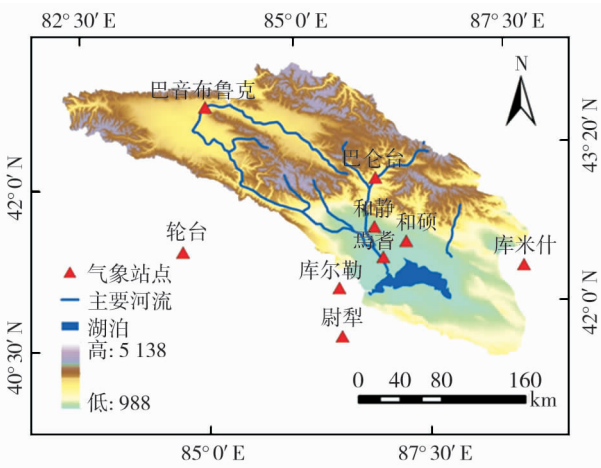 82°30′E 85°0′E 87°30′E
N
巴音布鲁克
43°20′N
巴仑台
42°0′N
和静
和硕
轮台
焉耆
库米什
气象站点
库尔勒
主要河流
尉犁
42°0′N
湖泊
高: 5 138
40°30′N
低: 988
0 40 80 160
km
85°0′E 87°30′E